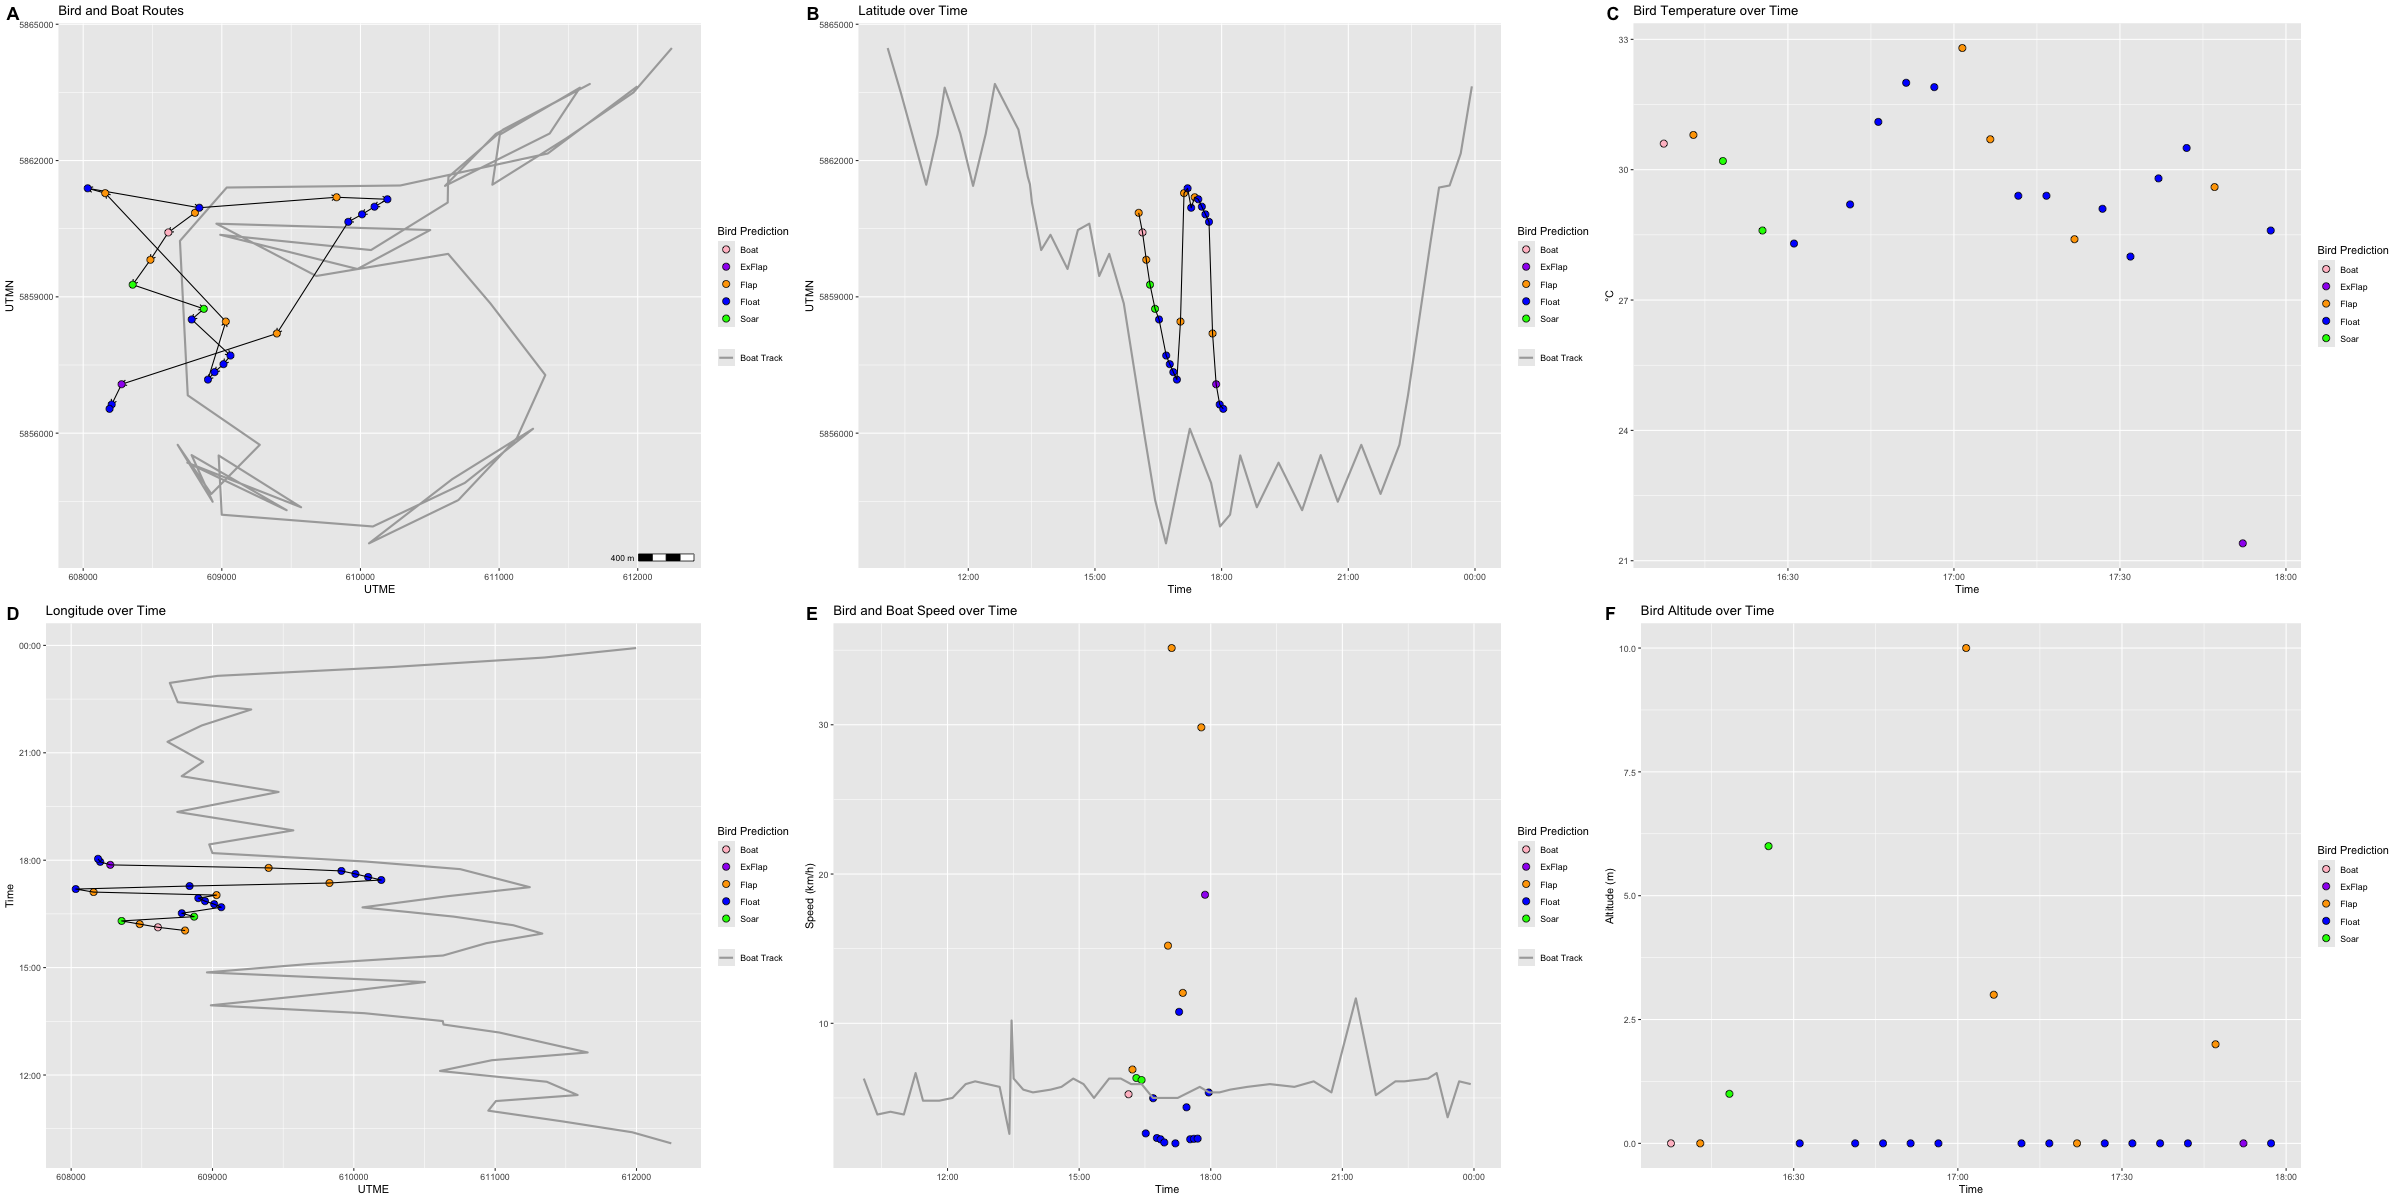 A Bird and Boat Routes
5865000
5862000
5859000
5856000
UTMN
608000 609000 610000 611000 612000
UTME
400 m
Bird Prediction
Boat
ExFlap
Flap
Float
Soar
Boat Track
B Latitude over Time
5865000
5862000
5859000
5856000
UTMN
12:00 15:00 18:00 21:00 00:00
Time
Bird Prediction
Boat
ExFlap
Flap
Float
Soar
Boat Track
C Bird Temperature over Time
33
30
27
24
21
°C
16:30 17:00 17:30 18:00
Time
Bird Prediction
Boat
ExFlap
Flap
Float
Soar
D Longitude over Time
00:00
21:00
18:00
15:00
12:00
Time
608000 609000 610000 611000 612000
UTME
Bird Prediction
Boat
ExFlap
Flap
Float
Soar
Boat Track
E Bird and Boat Speed over Time
30
20
10
Speed (km/h)
12:00 15:00 18:00 21:00 00:00
Time
Bird Prediction
Boat
ExFlap
Flap
Float
Soar
Boat Track
F Bird Altitude over Time
10.0
7.5
5.0
2.5
0.0
Altitude (m)
16:30 17:00 17:30 18:00
Time
Bird Prediction
Boat
ExFlap
Flap
Float
Soar